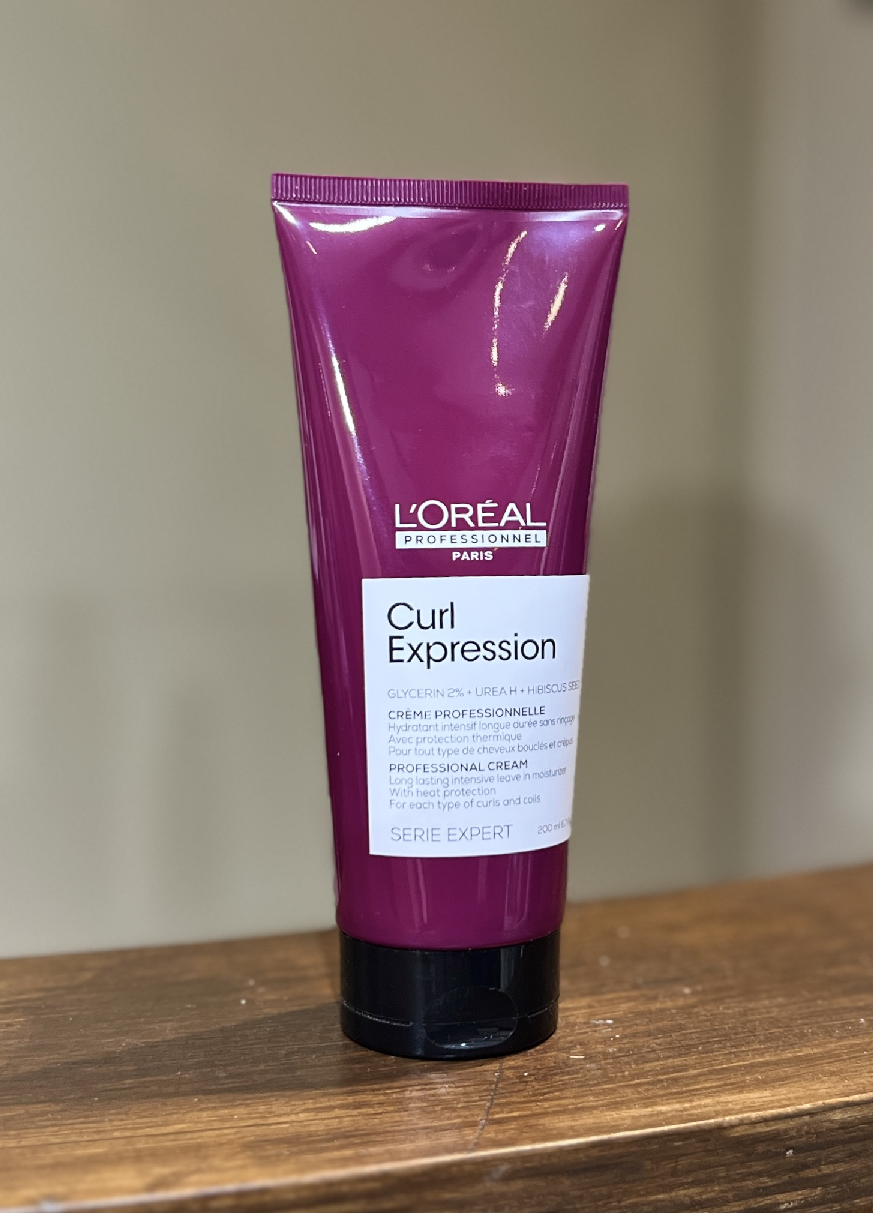 L'ORÉAL
PROFESSIONNEL
PARIS
Curl
Expression
GLYCERIN 2% + UREA H + HIBISCUS SEED
CRÈME PROFESSIONNELLE
Hydratant intensif longue durée sans rinçage
Avec protection thermique
Pour tout type de cheveux bouclés et crépus
PROFESSIONAL CREAM
Long lasting intensive leave in moisturizer
With heat protection
For each type of curls and coils
SERIE EXPERT
200 ml